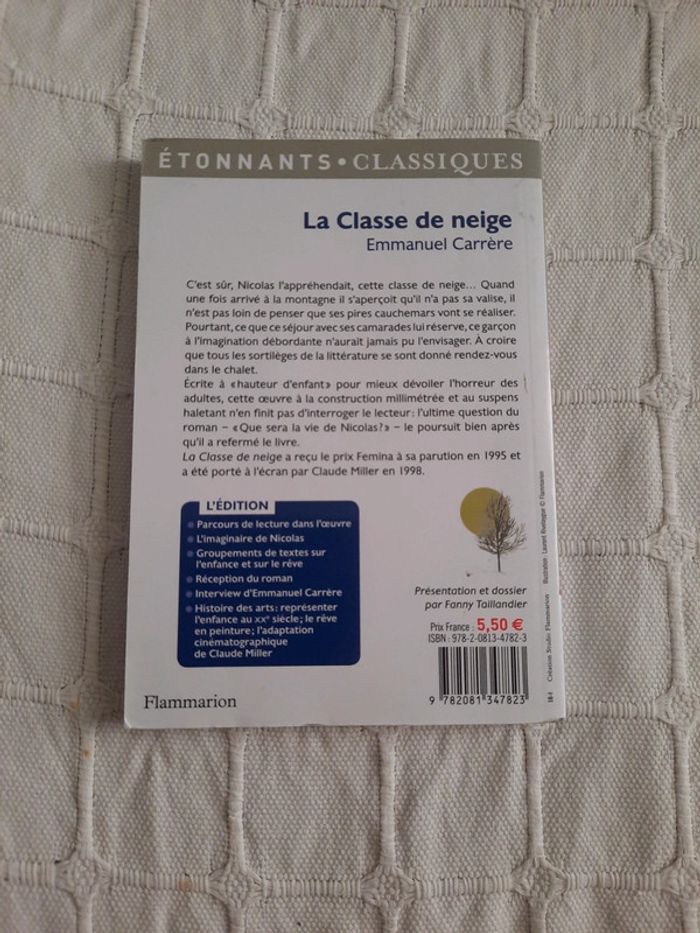 ÉTONNANTS • CLASSIQUES
La Classe de neige
Emmanuel Carrère
C'est sûr, Nicolas l'appréhendait, cette classe de neige... Quand
une fois arrivé à la montagne il s'aperçoit qu'il n'a pas sa valise, il
n'est pas loin de penser que ses pires cauchemars vont se réaliser.
Pourtant, ce que ce séjour avec ses camarades lui réserve, ce garçon
à l'imagination débordante n'aurait jamais pu l'envisager. À croire
que tous les sortilèges de la littérature se sont donné rendez-vous
dans le chalet.
Écrite à «hauteur d'enfant» pour mieux dévoiler l'horreur des
adultes, cette œuvre à la construction millimétrée et au suspens
haletant n'en finit pas d'interroger le lecteur : l'ultime question du
roman – «Que sera la vie de Nicolas?» – le poursuit bien après
qu'il a refermé le livre.
La Classe de neige a reçu le prix Femina à sa parution en 1995 et
a été porté à l'écran par Claude Miller en 1998.
L'ÉDITION
• Parcours de lecture dans l'œuvre
• L'imaginaire de Nicolas
• Groupements de textes sur
l'enfance et sur le rêve
• Réception du roman
• Interview d'Emmanuel Carrère
• Histoire des arts : représenter
l'enfance au XXe siècle ; le rêve
en peinture ; l'adaptation
cinématographique
de Claude Miller
Flammarion
Présentation et dossier
par Fanny Taillandier
Prix France : 5,50 €
ISBN : 978-2-0813-4782-3
9 782081 347823
Création Studio Flammarion
Illustration : Laurent Rivelaygue © Flammarion